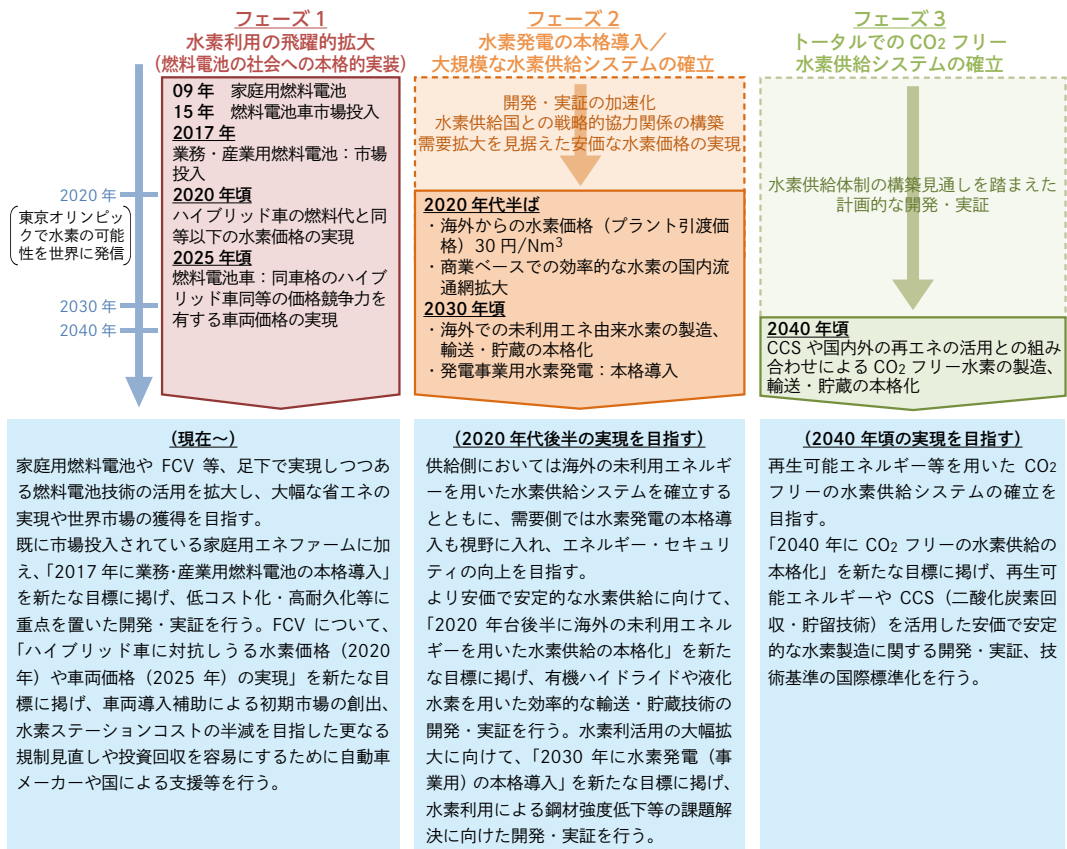 フェーズ 1
水素利用の飛躍的拡大
(燃料電池の社会への本格的実装)
フェーズ 2
水素発電の本格導入／
大規模な水素供給システムの確立
フェーズ 3
トータルでの CO2 フリー
水素供給システムの確立
2020 年
東京オリンピッ
クで水素の可能
性を世界に発信
2030 年
2040 年
09 年　家庭用燃料電池
15 年　燃料電池車市場投入
2017 年
業務・産業用燃料電池：市場
投入
2020 年頃
ハイブリッド車の燃料代と同
等以下の水素価格の実現
2025 年頃
燃料電池車：同車格のハイブ
リッド車同等の価格競争力を
有する車両価格の実現
開発・実証の加速化
水素供給国との戦略的協力関係の構築
需要拡大を見据えた安価な水素価格の実現
2020 年代半ば
・海外からの水素価格（プラント引渡価
格）30 円/Nm3
・商業ベースでの効率的な水素の国内流
通網拡大
2030 年頃
・海外での未利用エネ由来水素の製造、
輸送・貯蔵の本格化
・発電事業用水素発電：本格導入
水素供給体制の構築見通しを踏まえた
計画的な開発・実証
2040 年頃
CCS や国内外の再エネの活用との組み
合わせによる CO2 フリー水素の製造、
輸送・貯蔵の本格化
(現在～)
家庭用燃料電池や FCV 等、足下で実現しつつあ
る燃料電池技術の活用を拡大し、大幅な省エネの
実現や世界市場の獲得を目指す。
既に市場投入されている家庭用エネファームに加
え、「2017 年に業務・産業用燃料電池の本格導入」
を新たな目標に掲げ、低コスト化・高耐久化等に
重点を置いた開発・実証を行う。FCV について、
「ハイブリッド車に対抗しうる水素価格（2020
年）や車両価格（2025 年）の実現」を新たな目
標に掲げ、車両導入補助による初期市場の創出、
水素ステーションコストの半減を目指した更なる
規制見直しや投資回収を容易にするために自動車
メーカーや国による支援等を行う。
(2020 年代後半の実現を目指す)
供給側においては海外の未利用エネルギ
ーを用いた水素供給システムを確立する
とともに、需要側では水素発電の本格導
入も視野に入れ、エネルギー・セキュリ
ティの向上を目指す。
より安価で安定的な水素供給に向けて、
「2020 年台後半に海外の未利用エネル
ギーを用いた水素供給の本格化」を新た
な目標に掲げ、有機ハイドライドや液化
水素を用いた効率的な輸送・貯蔵技術の
開発・実証を行う。水素利活用の大幅拡
大に向けて、「2030 年に水素発電（事
業用）の本格導入」を新たな目標に掲げ、
水素利用による鋼材強度低下等の課題解
決に向けた開発・実証を行う。
(2040 年頃の実現を目指す)
再生可能エネルギー等を用いた CO2
フリーの水素供給システムの確立を
目指す。
「2040 年に CO2 フリーの水素供給の
本格化」を新たな目標に掲げ、再生可
能エネルギーや CCS（二酸化炭素回
収・貯留技術）を活用した安価で安定
的な水素製造に関する開発・実証、技
術基準の国際標準化を行う。